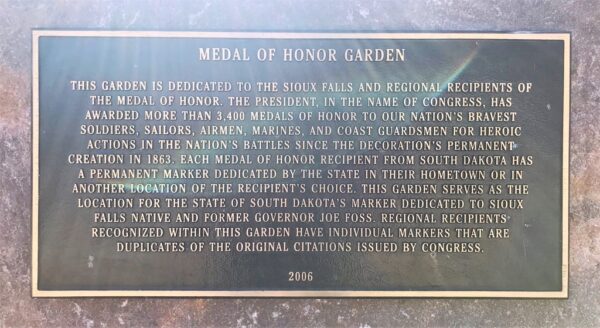 MEDAL OF HONOR GARDEN
THIS GARDEN IS DEDICATED TO THE SIOUX FALLS AND REGIONAL RECIPIENTS OF
THE MEDAL OF HONOR. THE PRESIDENT, IN THE NAME OF CONGRESS, HAS
AWARDED MORE THAN 3,400 MEDALS OF HONOR TO OUR NATION'S BRAVEST
SOLDIERS, SAILORS, AIRMEN, MARINES, AND COAST GUARDSMEN FOR HEROIC
ACTIONS IN THE NATION'S BATTLES SINCE THE DECORATION'S PERMANENT
CREATION IN 1863. EACH MEDAL OF HONOR RECIPIENT FROM SOUTH DAKOTA HAS
A PERMANENT MARKER DEDICATED BY THE STATE IN THEIR HOMETOWN OR IN
ANOTHER LOCATION OF THE RECIPIENT'S CHOICE. THIS GARDEN SERVES AS THE
LOCATION FOR THE STATE OF SOUTH DAKOTA'S MARKER DEDICATED TO SIOUX
FALLS NATIVE AND FORMER GOVERNOR JOE FOSS. REGIONAL RECIPIENTS
RECOGNIZED WITHIN THIS GARDEN HAVE INDIVIDUAL MARKERS THAT ARE
DUPLICATES OF THE ORIGINAL CITATIONS ISSUED BY CONGRESS.
2006